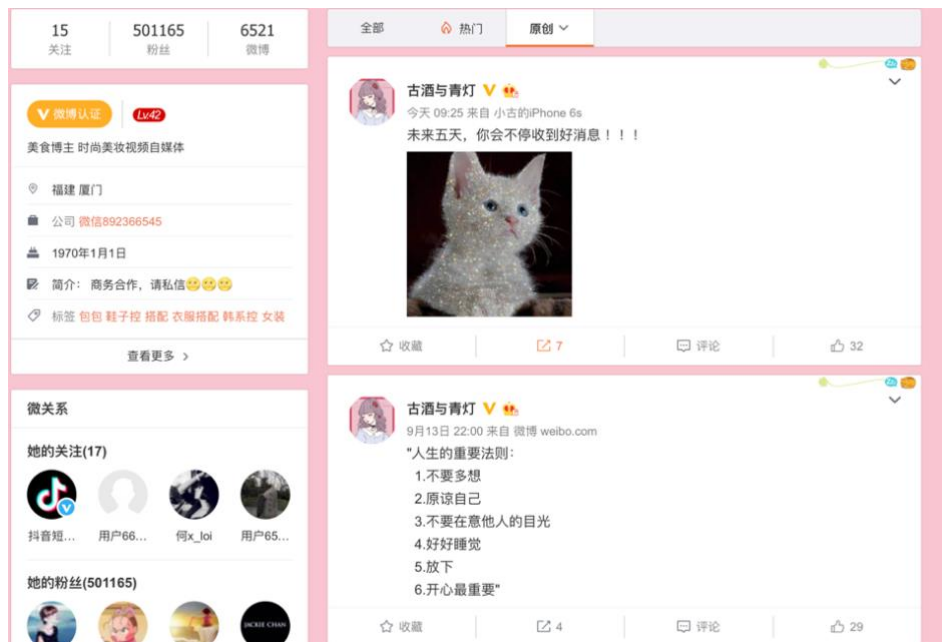 15
关注
501165
粉丝
6521
微博
微博认证
Lv.42
美食博主 时尚美妆视频自媒体
福建 厦门
公司 微信892366545
1970年1月1日
简介： 商务合作，请私信
标签 包包 鞋子控 搭配 衣服搭配 韩系控 女装
查看更多
微关系
她的关注(17)
抖音短...
用户66...
何x_loi
用户65...
她的粉丝(501165)
JACKIE CHAN
全部
热门
原创
古酒与青灯
今天 09:25 来自 小古的iPhone 6s
未来五天，你会不停收到好消息！！！
收藏
7
评论
32
古酒与青灯
9月13日 22:00 来自 微博 weibo.com
"人生的重要法则：
1.不要多想
2.原谅自己
3.不要在意他人的目光
4.好好睡觉
5.放下
6.开心最重要"
收藏
4
评论
29